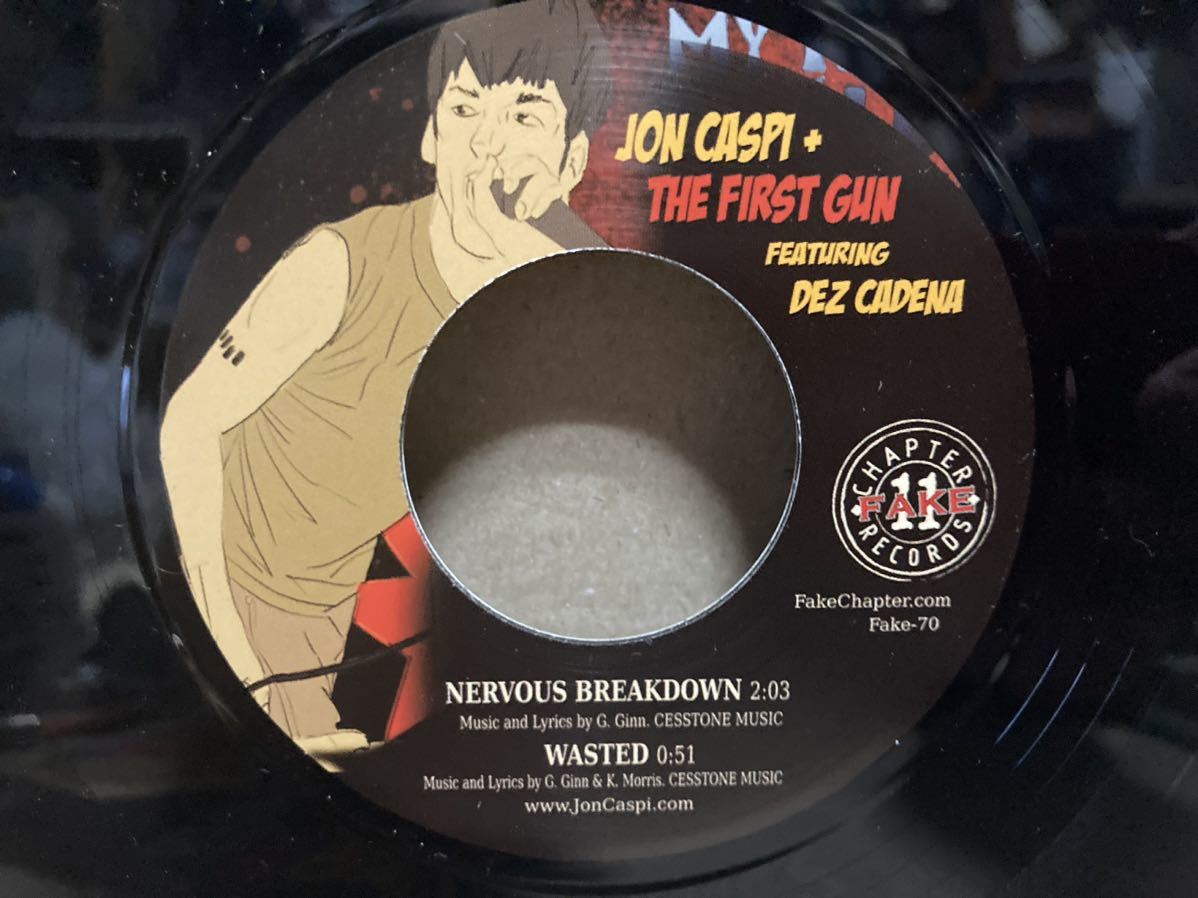 MY
JON CASPI +
THE FIRST GUN
FEATURING
DEZ CADENA
CHAPTER
11
FAKE
RECORDS
FakeChapter.com
Fake-70
NERVOUS BREAKDOWN 2:03
Music and Lyrics by G. Ginn. CESSTONE MUSIC
WASTED 0:51
Music and Lyrics by G. Ginn & K. Morris. CESSTONE MUSIC
www.JonCaspi.com